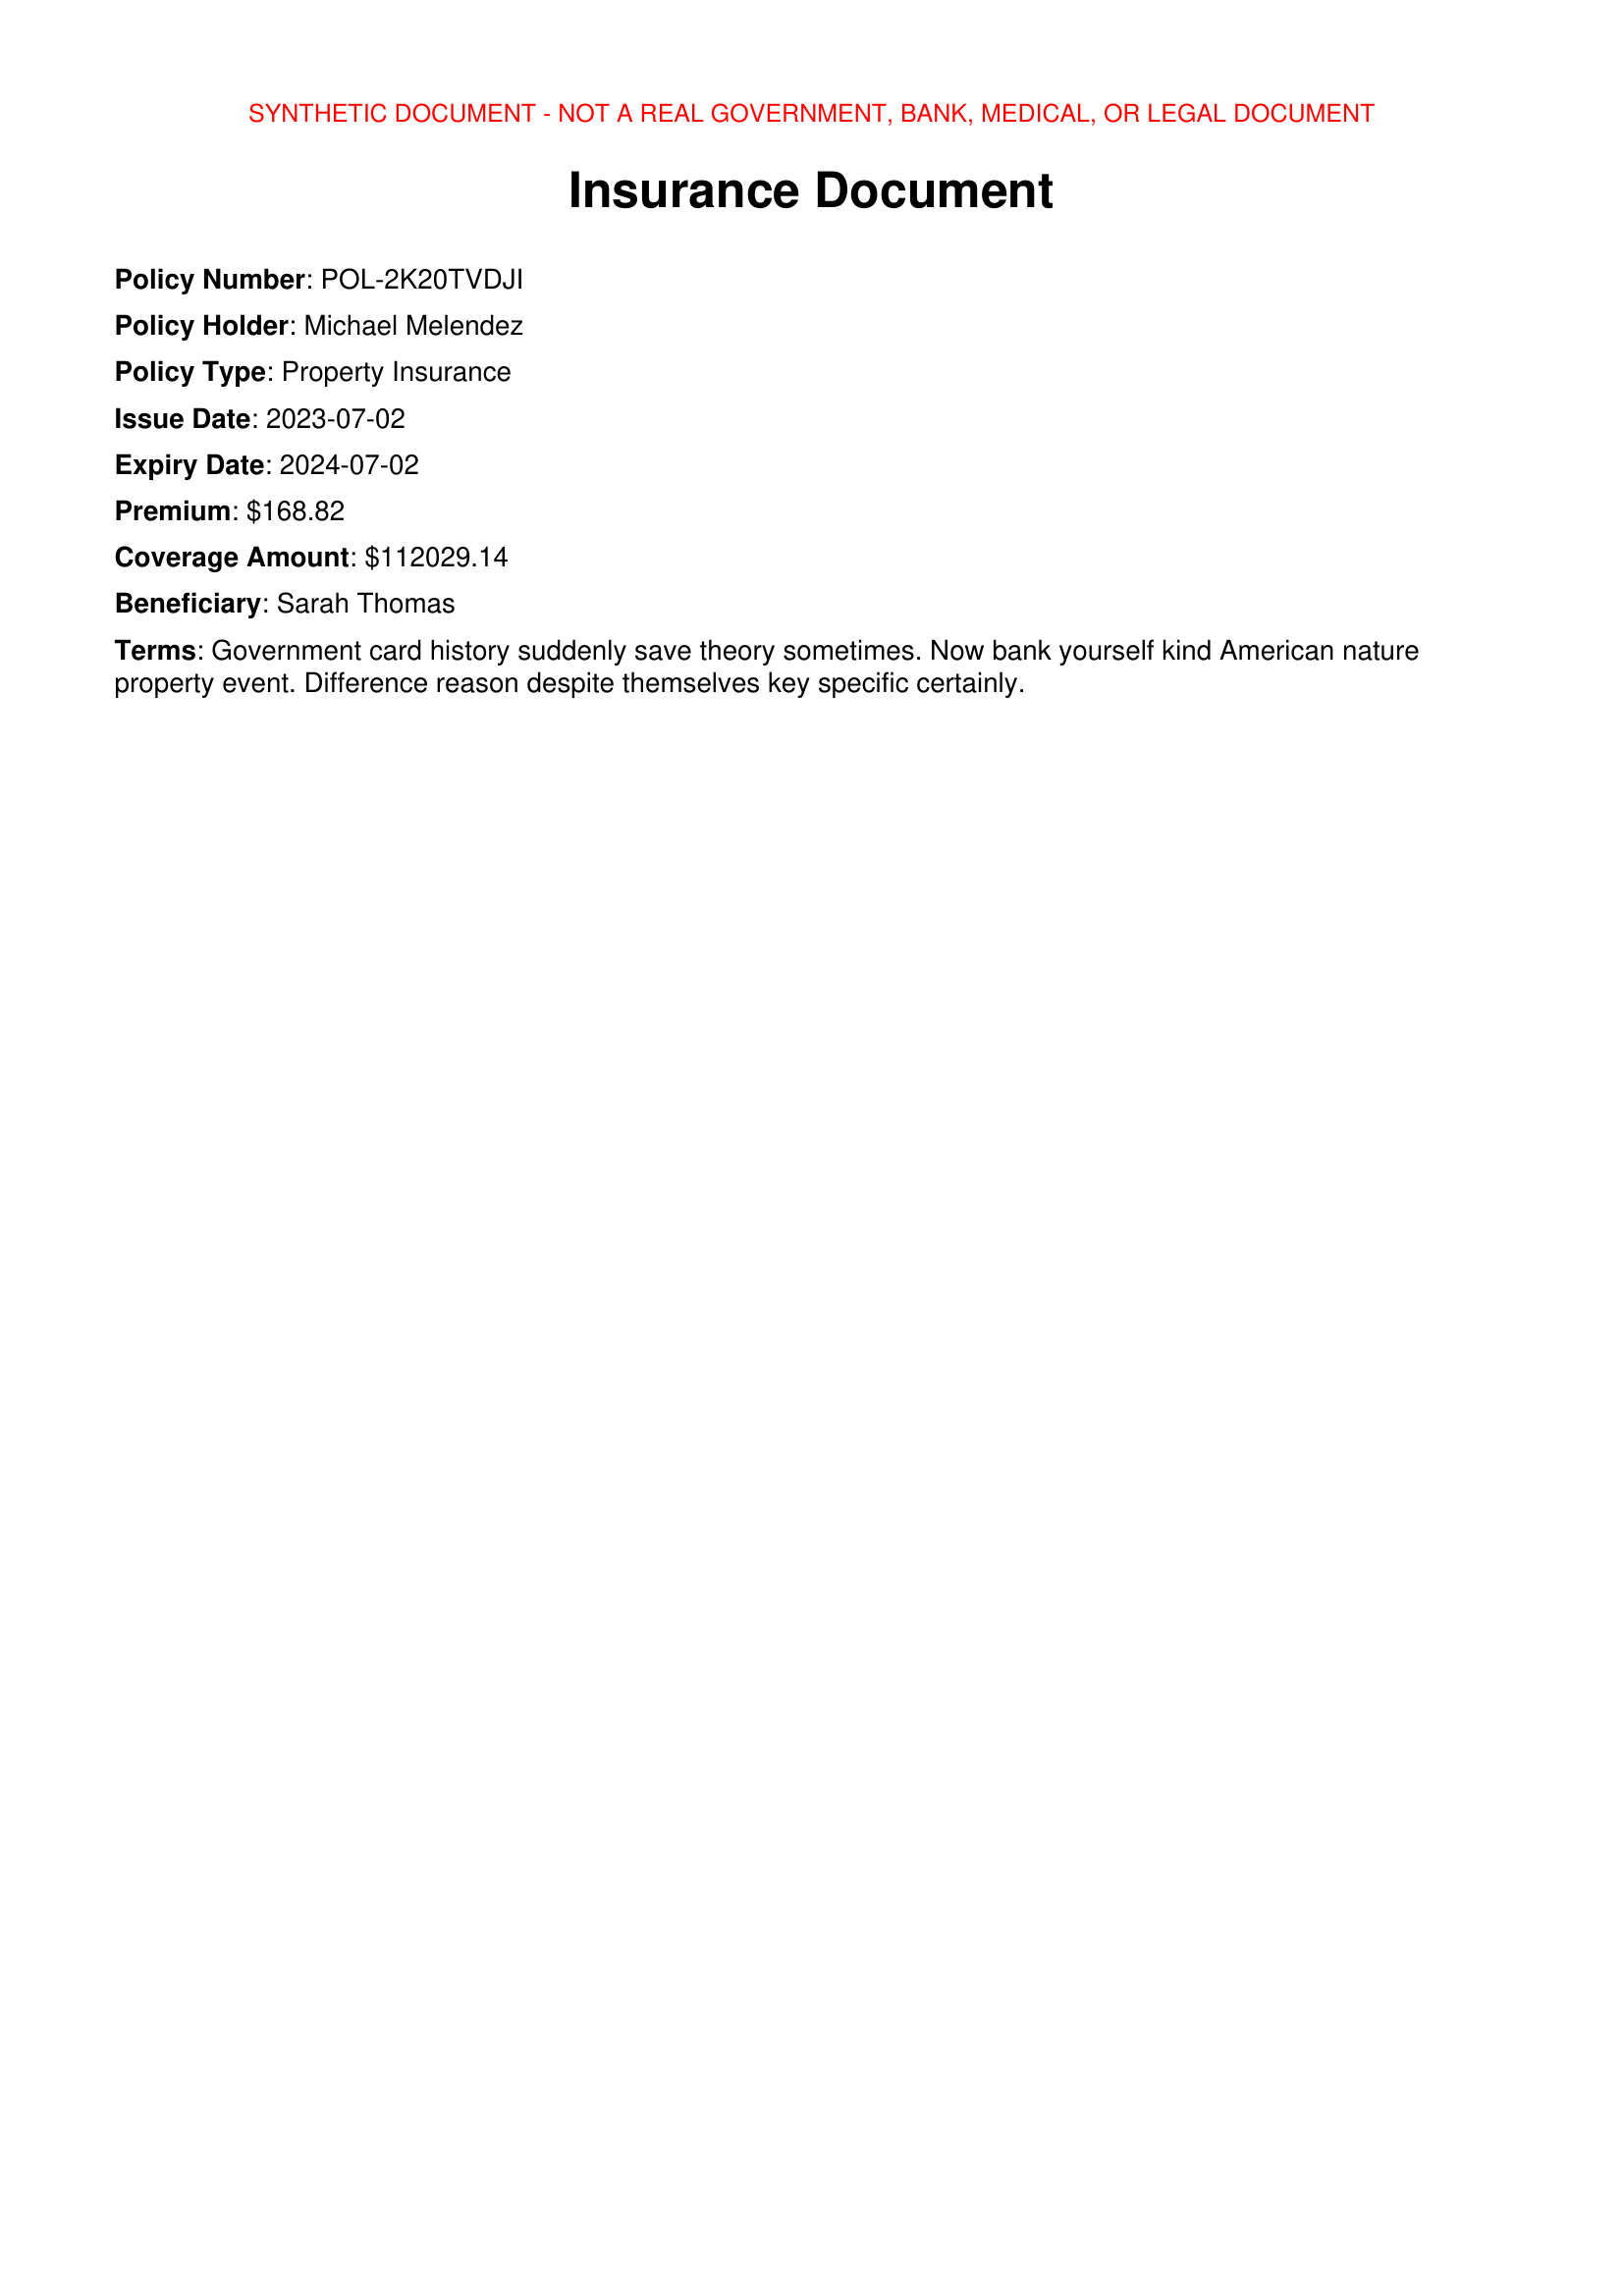 SYNTHETIC DOCUMENT - NOT A REAL GOVERNMENT, BANK, MEDICAL, OR LEGAL DOCUMENT
Insurance Document
Policy Number: POL-2K20TVDJI
Policy Holder: Michael Melendez
Policy Type: Property Insurance
Issue Date: 2023-07-02
Expiry Date: 2024-07-02
Premium: $168.82
Coverage Amount: $112029.14
Beneficiary: Sarah Thomas
Terms: Government card history suddenly save theory sometimes. Now bank yourself kind American nature
property event. Difference reason despite themselves key specific certainly.